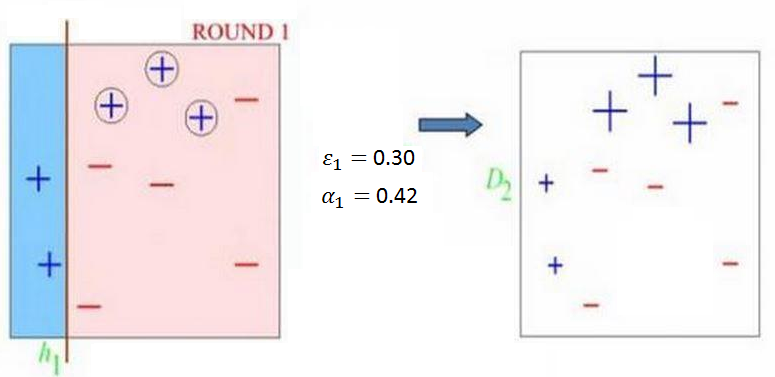 ROUND 1
ε₁ = 0.30
α₁ = 0.42
D₂
h₁